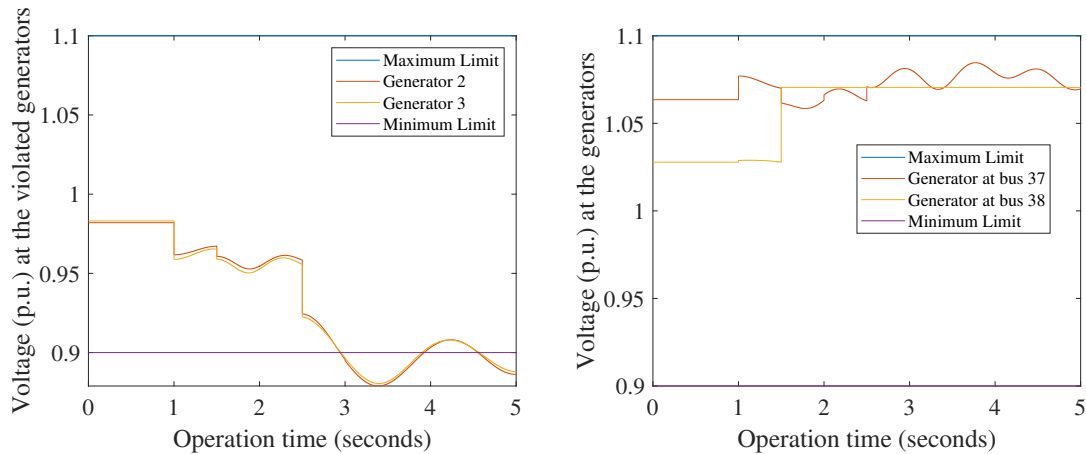 Voltage (p.u.) at the violated generators
1.1
1.05
1
0.95
0.9
0 1 2 3 4 5
Operation time (seconds)
Maximum Limit
Generator 2
Generator 3
Minimum Limit
Voltage (p.u.) at the generators
1.1
1.05
1
0.95
0.9
0 1 2 3 4 5
Operation time (seconds)
Maximum Limit
Generator at bus 37
Generator at bus 38
Minimum Limit